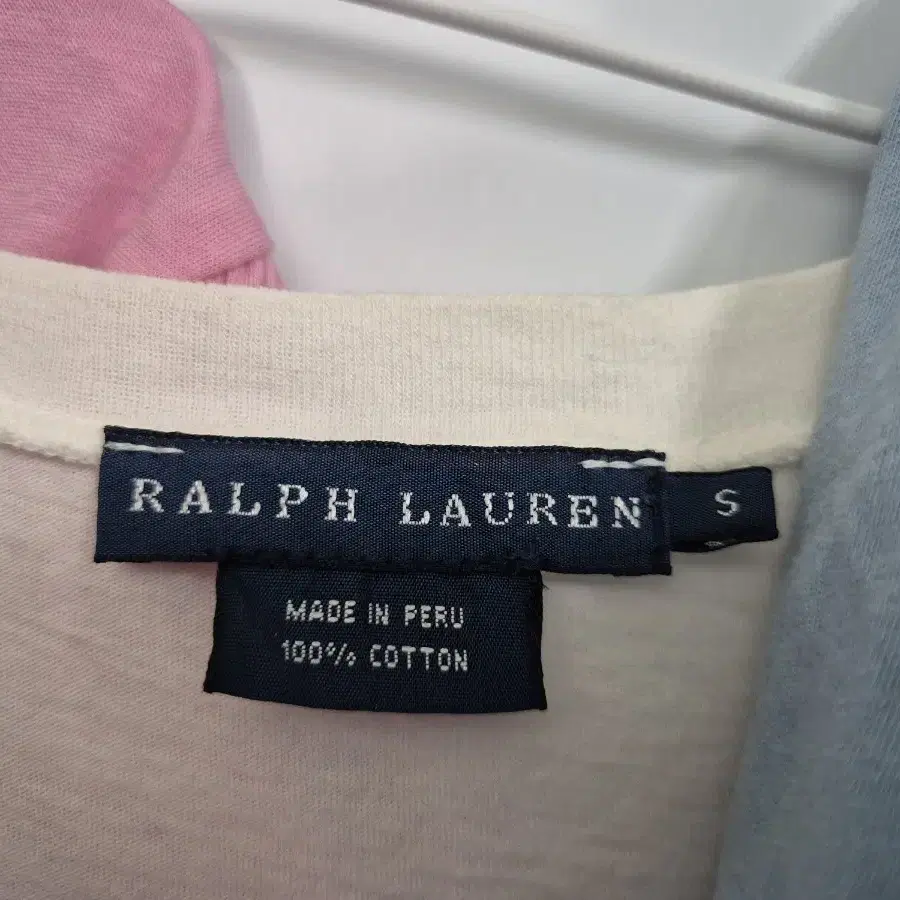 RALPH LAUREN
S
MADE IN PERU
100% COTTON